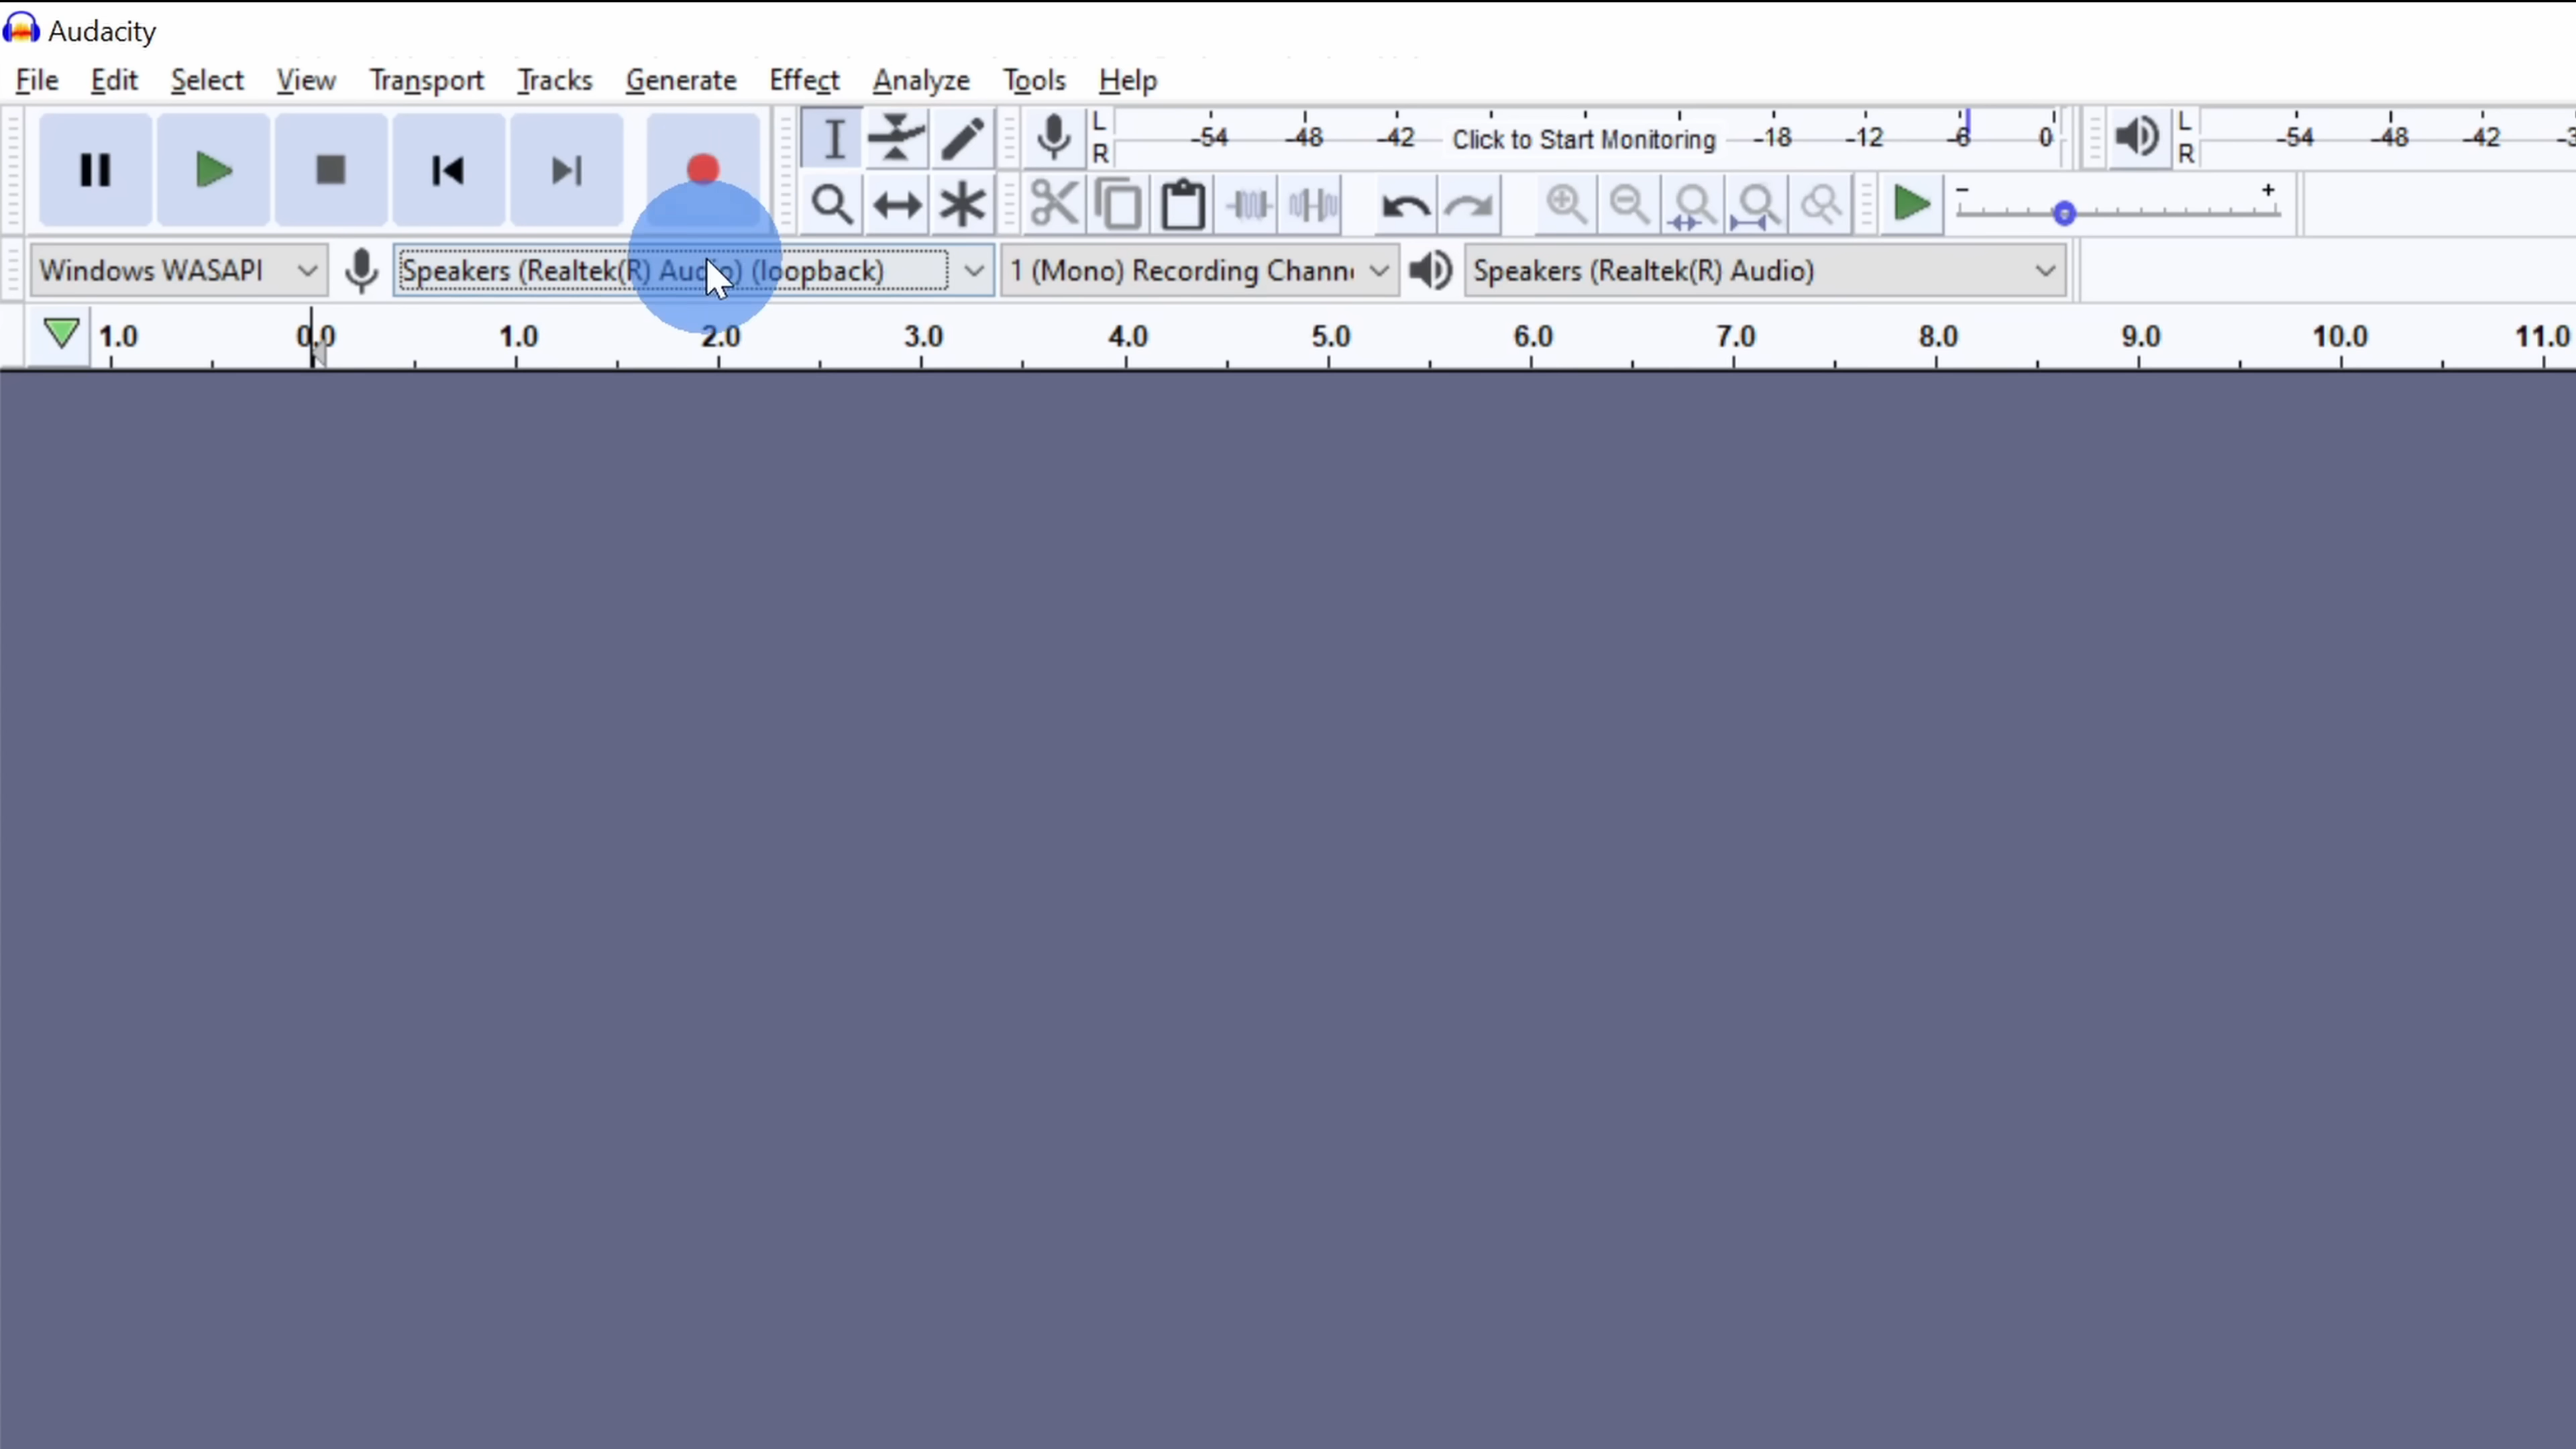 Audacity
File Edit Select View Transport Tracks Generate Effect Analyze Tools Help
L -54 -48 -42 Click to Start Monitoring -18 -12 -6 0 L -54 -48 -42
R R
- +
Windows WASAPI Speakers (Realtek(R) Audio) (loopback) 1 (Mono) Recording Chann Speakers (Realtek(R) Audio)
1.0 0.0 1.0 2.0 3.0 4.0 5.0 6.0 7.0 8.0 9.0 10.0 11.0